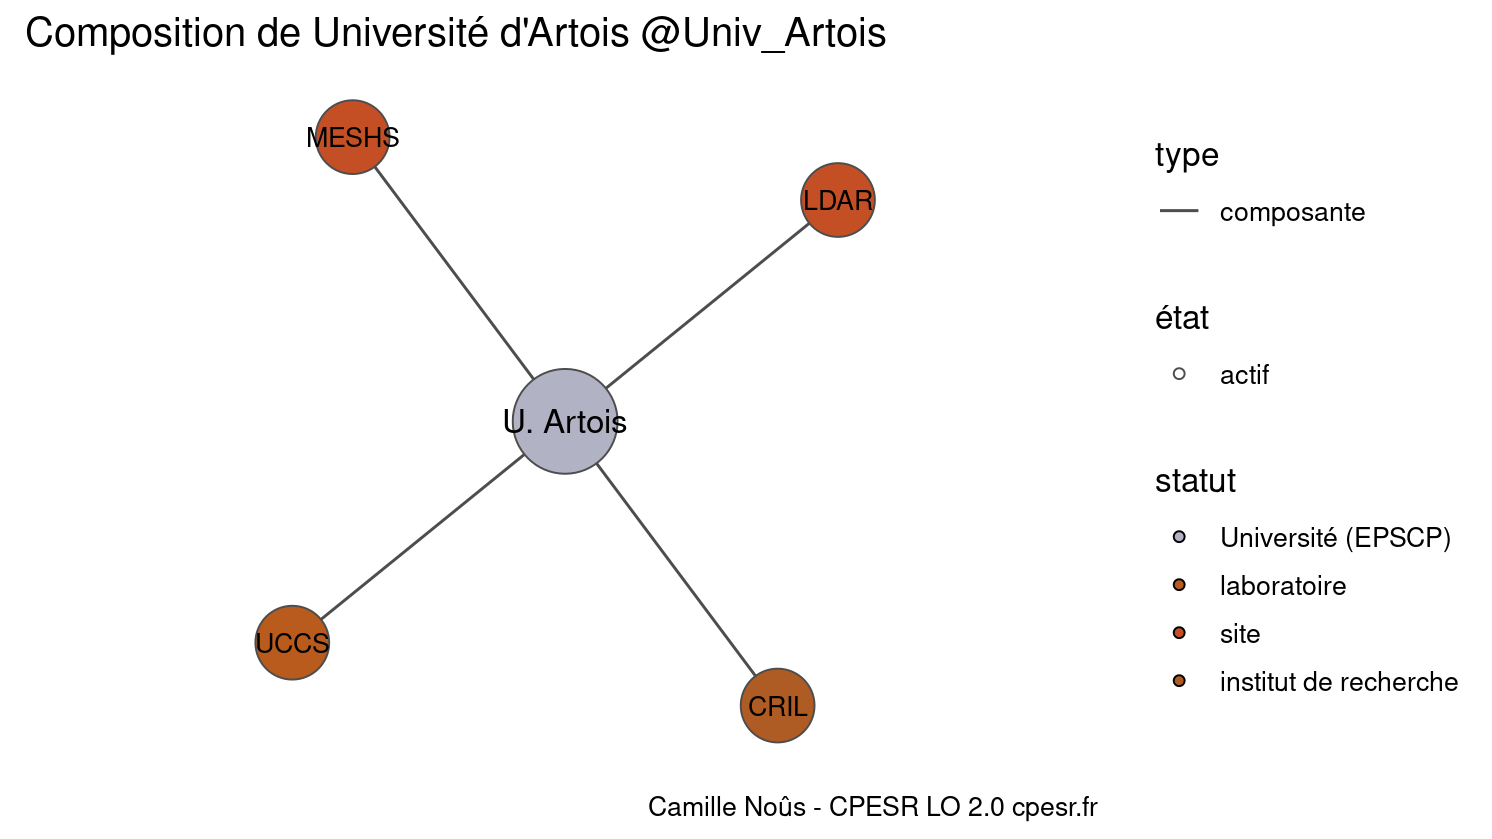 Composition de Université d'Artois @Univ_Artois
MESHS
LDAR
U. Artois
UCCS
CRIL
type
composante
état
actif
statut
Université (EPSCP)
laboratoire
site
institut de recherche
Camille Noûs - CPESR LO 2.0 cpesr.fr